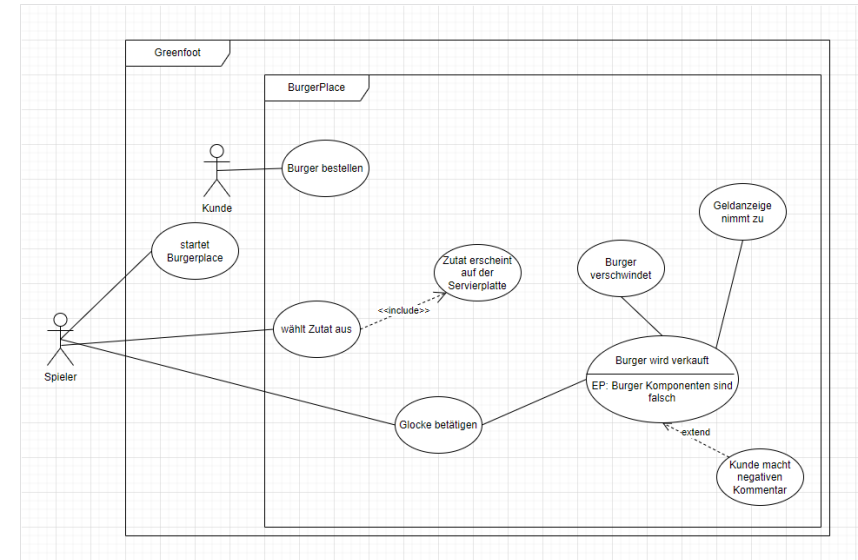 Greenfoot
BurgerPlace
Burger bestellen
Kunde
startet
Burgerplace
Geldanzeige
nimmt zu
Zutat erscheint
auf der
Servierplatte
Burger
verschwindet
<<include>>
wählt Zutat aus
Spieler
Burger wird verkauft
EP: Burger Komponenten sind
falsch
Glocke betätigen
extend
Kunde macht
negativen
Kommentar